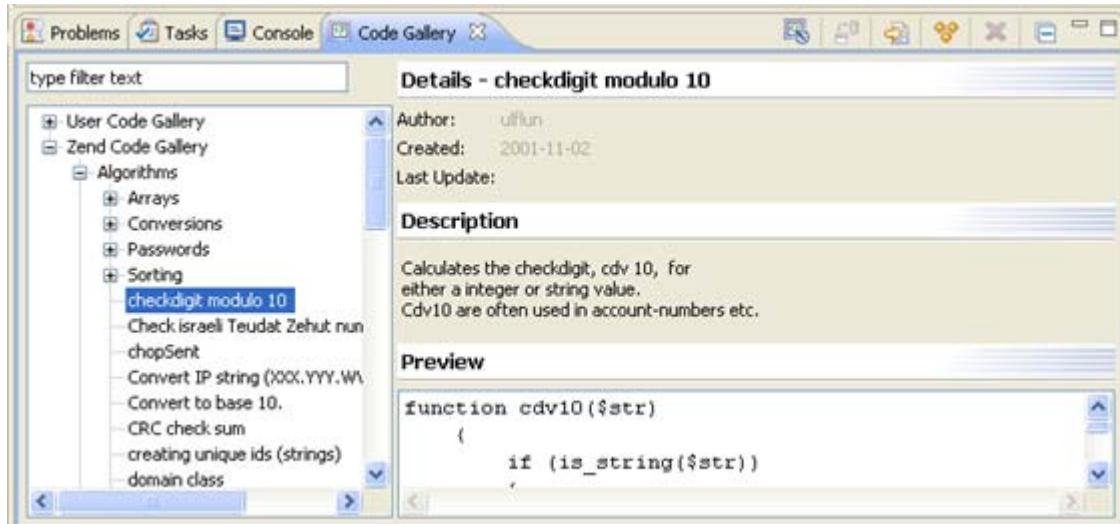 Problems Tasks Console Code Gallery
type filter text
User Code Gallery
Zend Code Gallery
Algorithms
Arrays
Conversions
Passwords
Sorting
checkdigit modulo 10
Check israeli Teudat Zehut num
chopSent
Convert IP string (XXX.YYY.WV
Convert to base 10.
CRC check sum
creating unique ids (strings)
domain class
Details - checkdigit modulo 10
Author: ulflun
Created: 2001-11-02
Last Update:
Description
Calculates the checkdigit, cdv 10, for
either a integer or string value.
Cdv10 are often used in account-numbers etc.
Preview
function cdv10($str)
{
if (is_string($str))